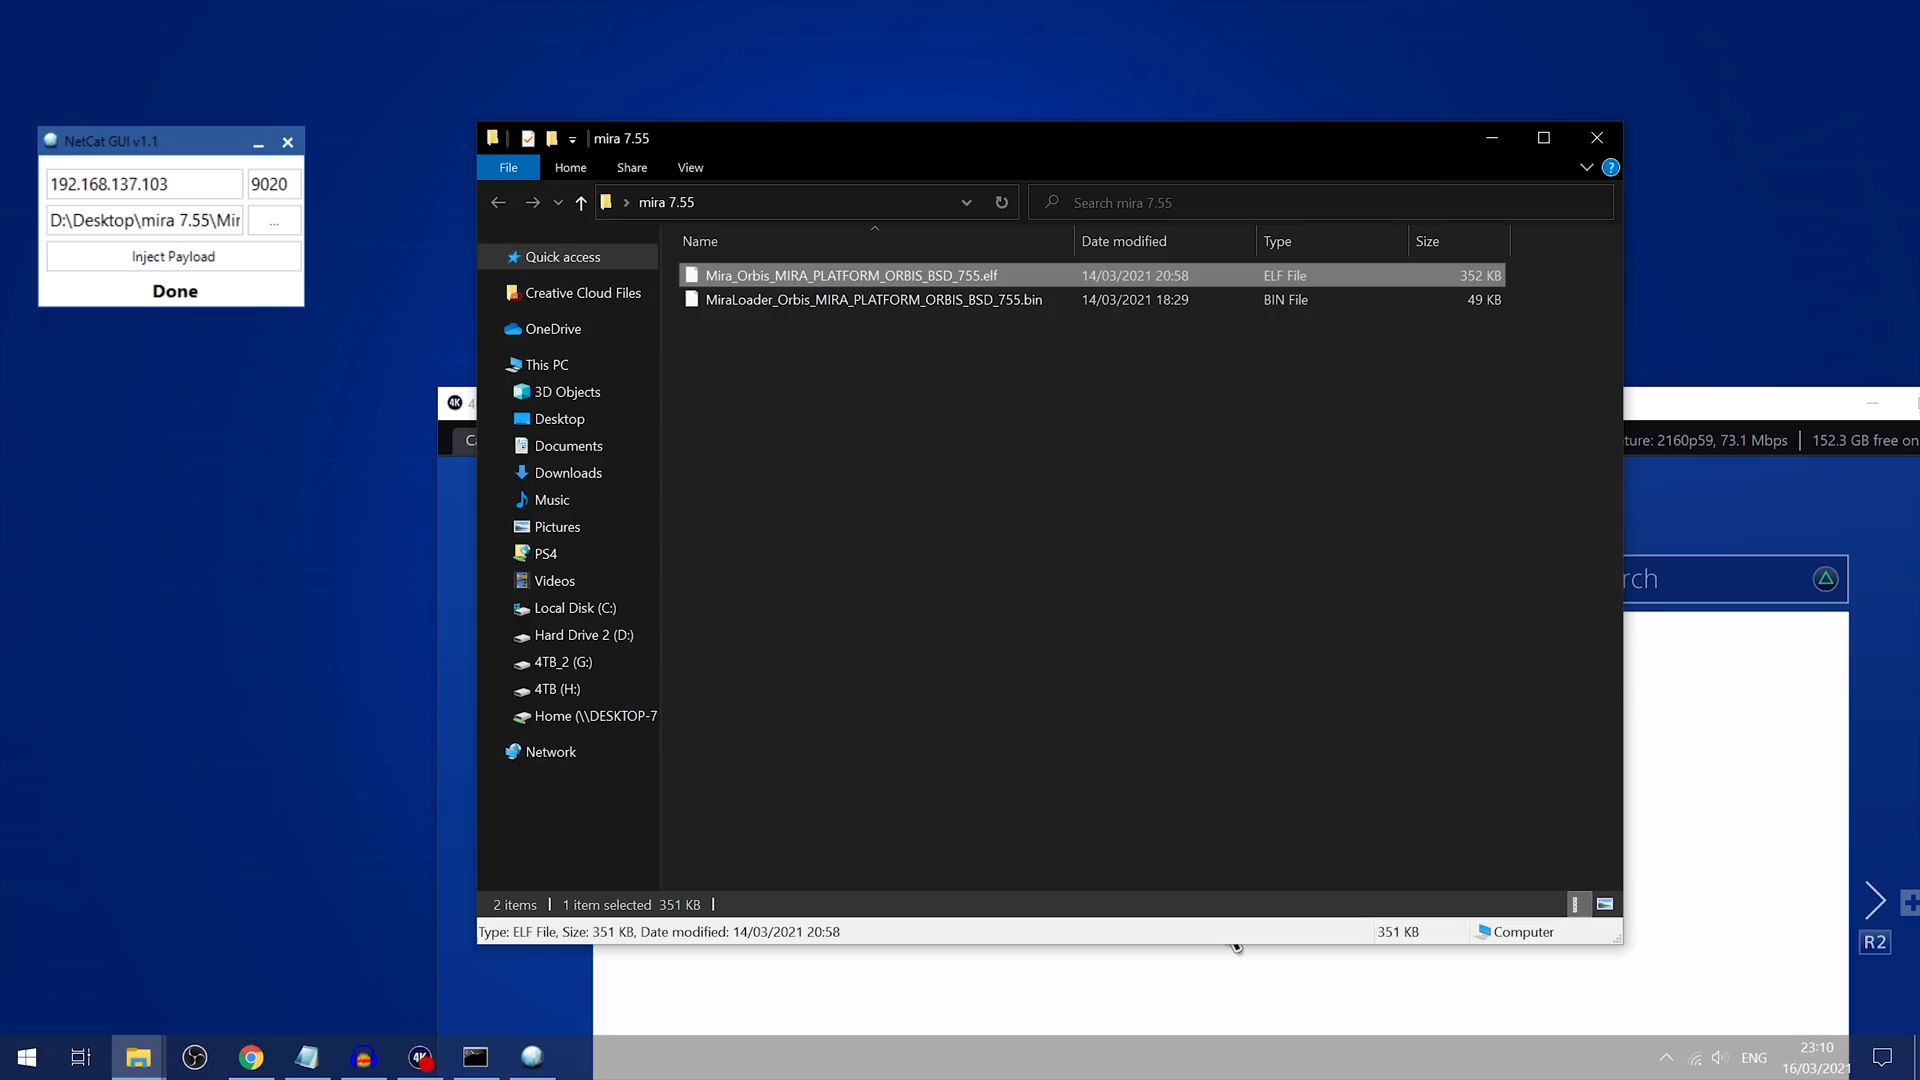 NetCat GUI v1.1
192.168.137.103
9020
D:\Desktop\mira 7.55\Mir
...
Inject Payload
Done
mira 7.55
File
Home
Share
View
?
mira 7.55
Search mira 7.55
Name
Date modified
Type
Size
Mira_Orbis_MIRA_PLATFORM_ORBIS_BSD_755.elf
14/03/2021 20:58
ELF File
352 KB
MiraLoader_Orbis_MIRA_PLATFORM_ORBIS_BSD_755.bin
14/03/2021 18:29
BIN File
49 KB
Quick access
Creative Cloud Files
OneDrive
This PC
3D Objects
Desktop
Documents
Downloads
Music
Pictures
PS4
Videos
Local Disk (C:)
Hard Drive 2 (D:)
4TB_2 (G:)
4TB (H:)
Home (\\DESKTOP-7
Network
2 items
1 item selected 351 KB
Type: ELF File, Size: 351 KB, Date modified: 14/03/2021 20:58
351 KB
Computer
4K
4
C
ture: 2160p59, 73.1 Mbps
152.3 GB free on
rch
R2
4K
ENG
23:10
16/03/2021